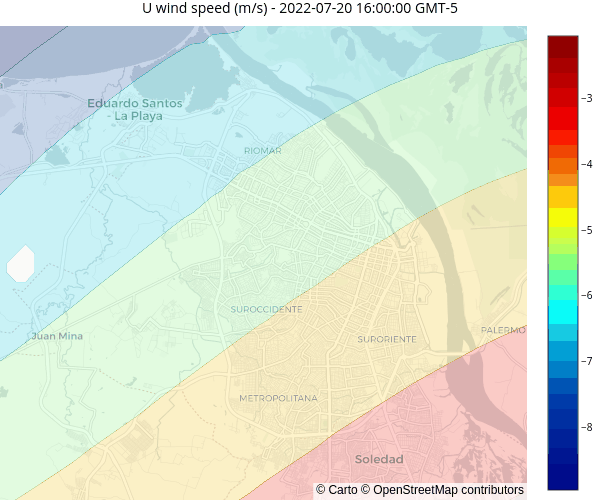 U wind speed (m/s) - 2022-07-20 16:00:00 GMT-5
Eduardo Santos
- La Playa
RIOMAR
SUROCCIDENTE
Juan Mina
SURORIENTE
PALERMO
METROPOLITANA
Soledad
© Carto © OpenStreetMap contributors
−3
−4
−5
−6
−7
−8